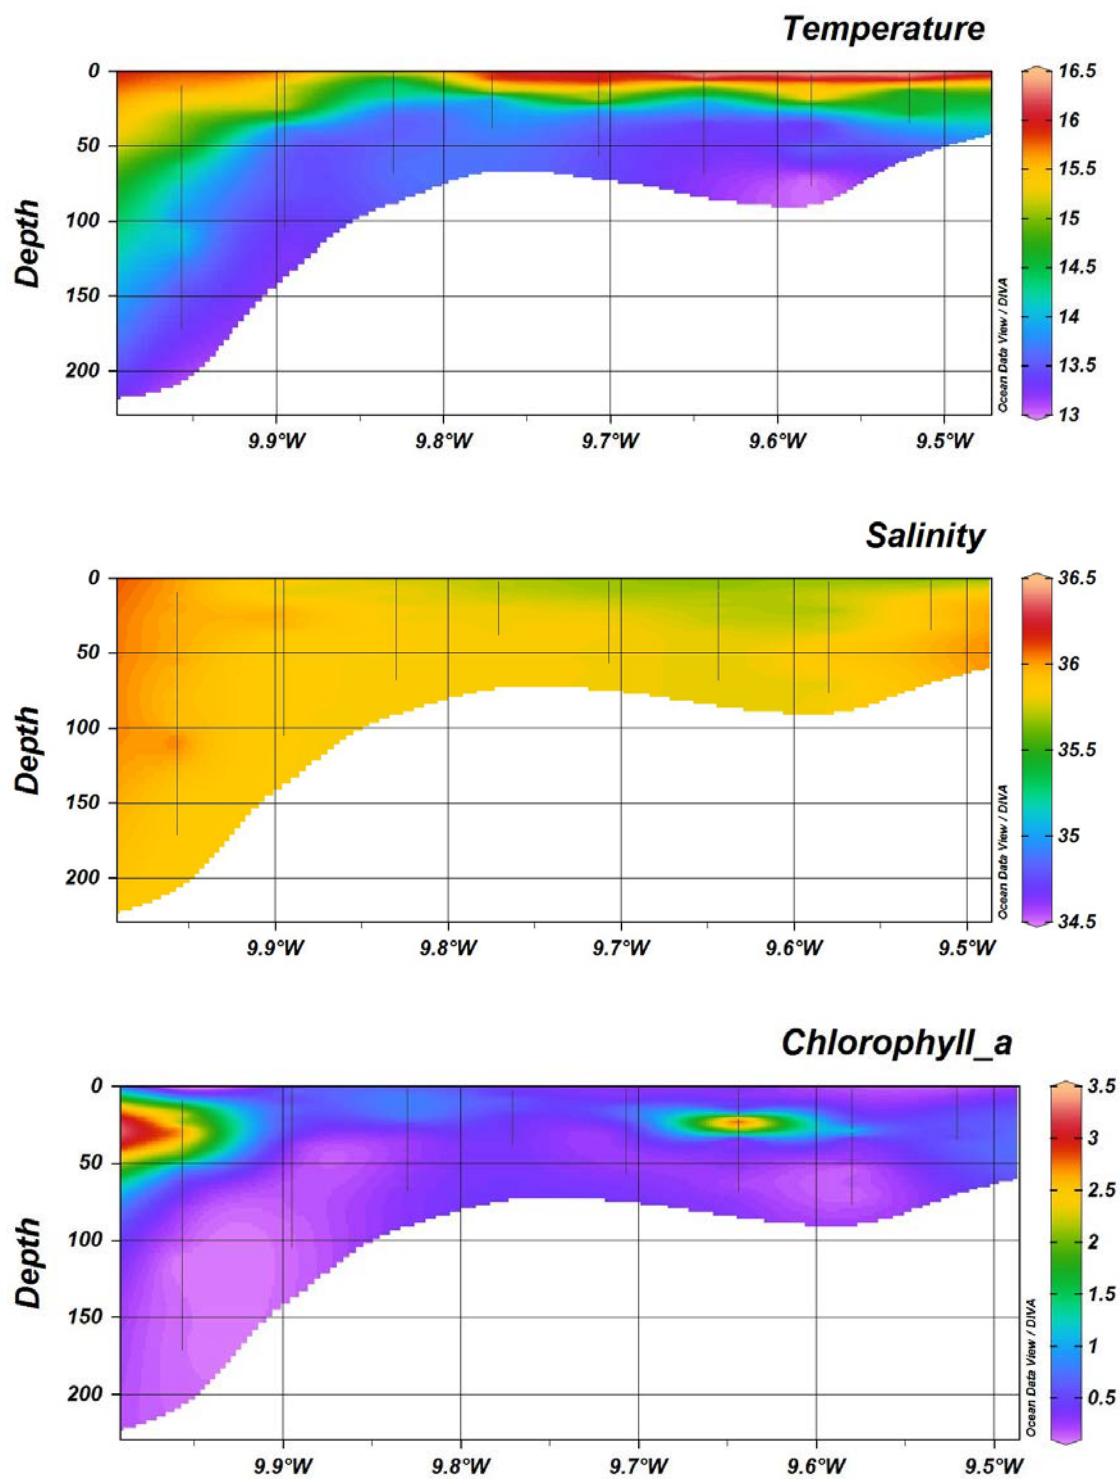 Temperature
0
50
100
150
200
Depth
9.9°W
9.8°W
9.7°W
9.6°W
9.5°W
Ocean Data View / DIVA
16.5
16
15.5
15
14.5
14
13.5
13
Salinity
0
50
100
150
200
Depth
9.9°W
9.8°W
9.7°W
9.6°W
9.5°W
Ocean Data View / DIVA
36.5
36
35.5
35
34.5
Chlorophyll_a
0
50
100
150
200
Depth
9.9°W
9.8°W
9.7°W
9.6°W
9.5°W
Ocean Data View / DIVA
3.5
3
2.5
2
1.5
1
0.5